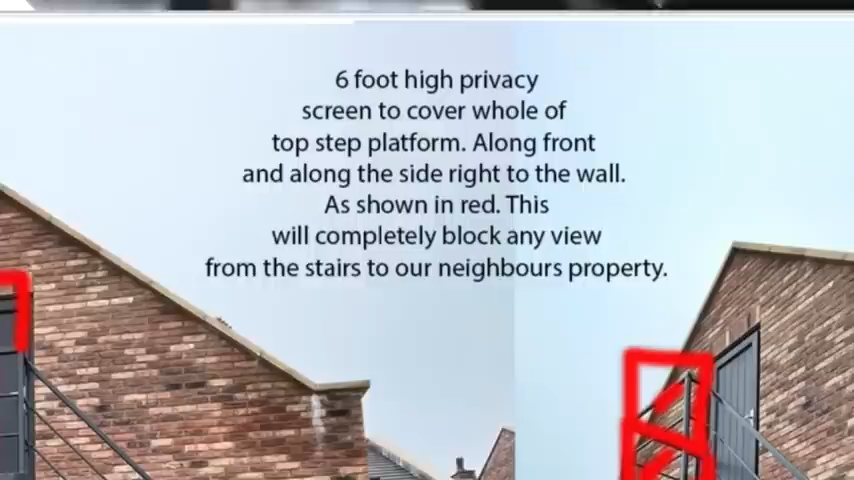 6 foot high privacy
screen to cover whole of
top step platform. Along front
and along the side right to the wall.
As shown in red. This
will completely block any view
from the stairs to our neighbours property.